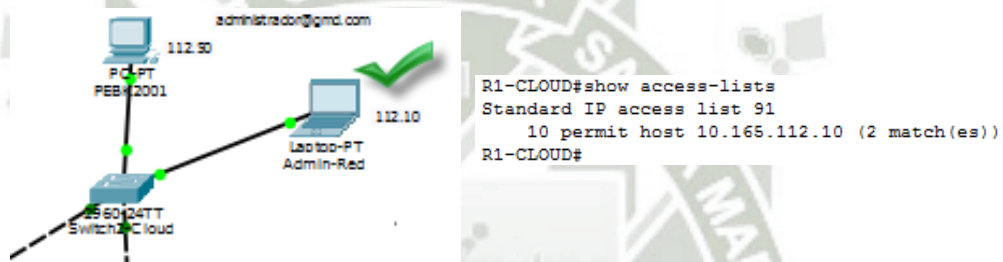 administrador@gmd.com
112.30
PC-PT
112.10
Laptop-PT
Admin-Red
2960-24TT
Switch2-Cloud
R1-CLOUD#show access-lists
Standard IP access list 91
10 permit host 10.165.112.10 (2 match(es))
R1-CLOUD#